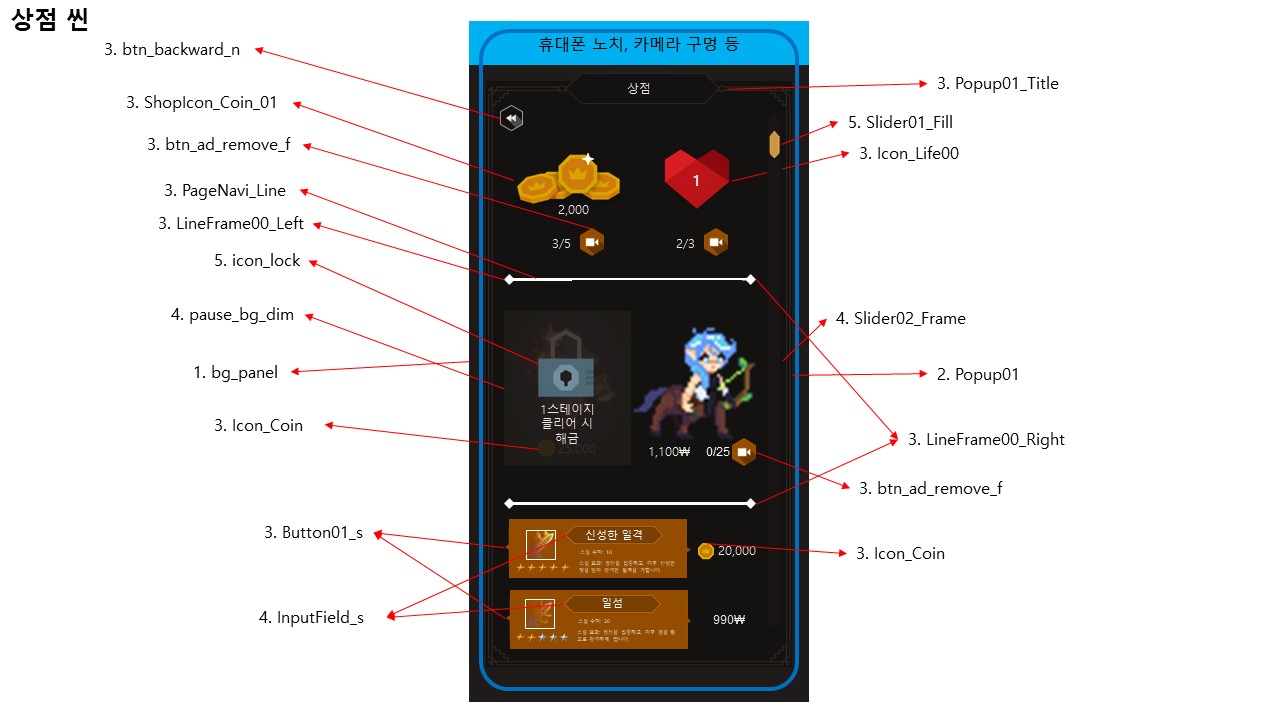 상점 씬
휴대폰 노치, 카메라 구멍 등
3. btn_backward_n
상점
3. Popup01_Title
3. ShopIcon_Coin_01
5. Slider01_Fill
3. btn_ad_remove_f
3. Icon_Life00
1
3. PageNavi_Line
2,000
3. LineFrame00_Left
3/5
2/3
5. icon_lock
4. pause_bg_dim
4. Slider02_Frame
1. bg_panel
2. Popup01
1스테이지
클리어 시
해금
3. Icon_Coin
25,000
1,100₩
0/25
3. LineFrame00_Right
3. btn_ad_remove_f
3. Button01_s
신성한 일격
20,000
3. Icon_Coin
일섬
4. InputField_s
990₩